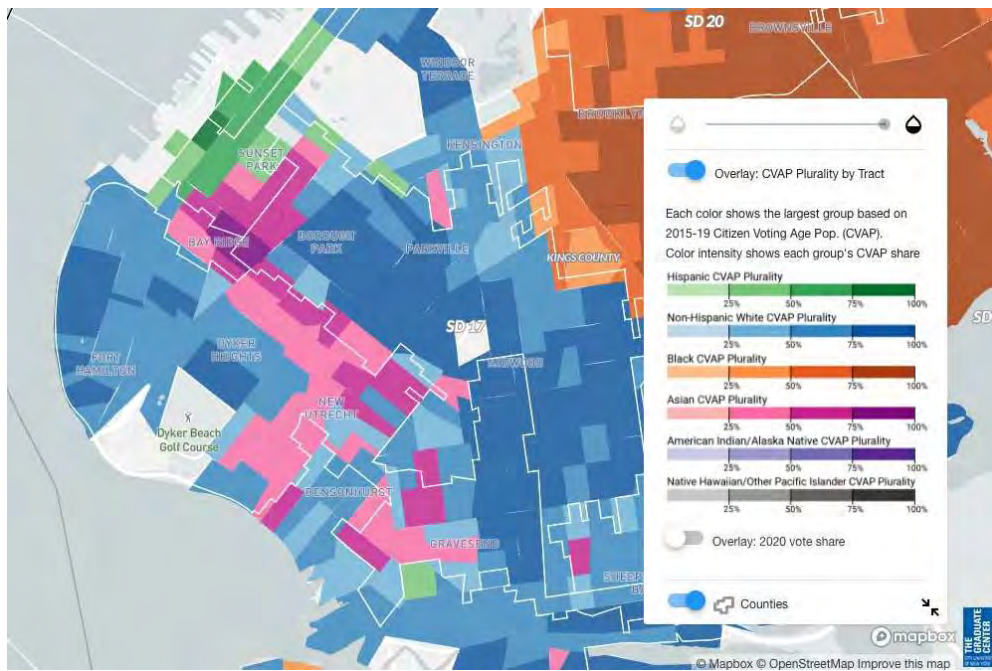 SD 20
BROWNSVILLE
WINDSOR
TERRACE
BROOKLY
KENSINGTON
SUNSET
PARK
BAY RIDGE
BOROUGH
PARK
PARKVILLE
KINGS COUNTY
SD 17
SD
FORT
HAMILTON
DYKER
HEIGHTS
MIDWOOD
NEW
UTRECHT
Dyker Beach
Golf Course
BENSONHURST
GRAVESEND
SHEEP
BA
Overlay: CVAP Plurality by Tract
Each color shows the largest group based on
2015-19 Citizen Voting Age Pop. (CVAP).
Color intensity shows each group's CVAP share
Hispanic CVAP Plurality
25% 50% 75% 100%
Non-Hispanic White CVAP Plurality
25% 50% 75% 100%
Black CVAP Plurality
25% 50% 75% 100%
Asian CVAP Plurality
25% 50% 75% 100%
American Indian/Alaska Native CVAP Plurality
25% 50% 75% 100%
Native Hawaiian/Other Pacific Islander CVAP Plurality
25% 50% 75% 100%
Overlay: 2020 vote share
Counties
mapbox
THE
GRADUATE
CENTER
© Mapbox © OpenStreetMap Improve this map